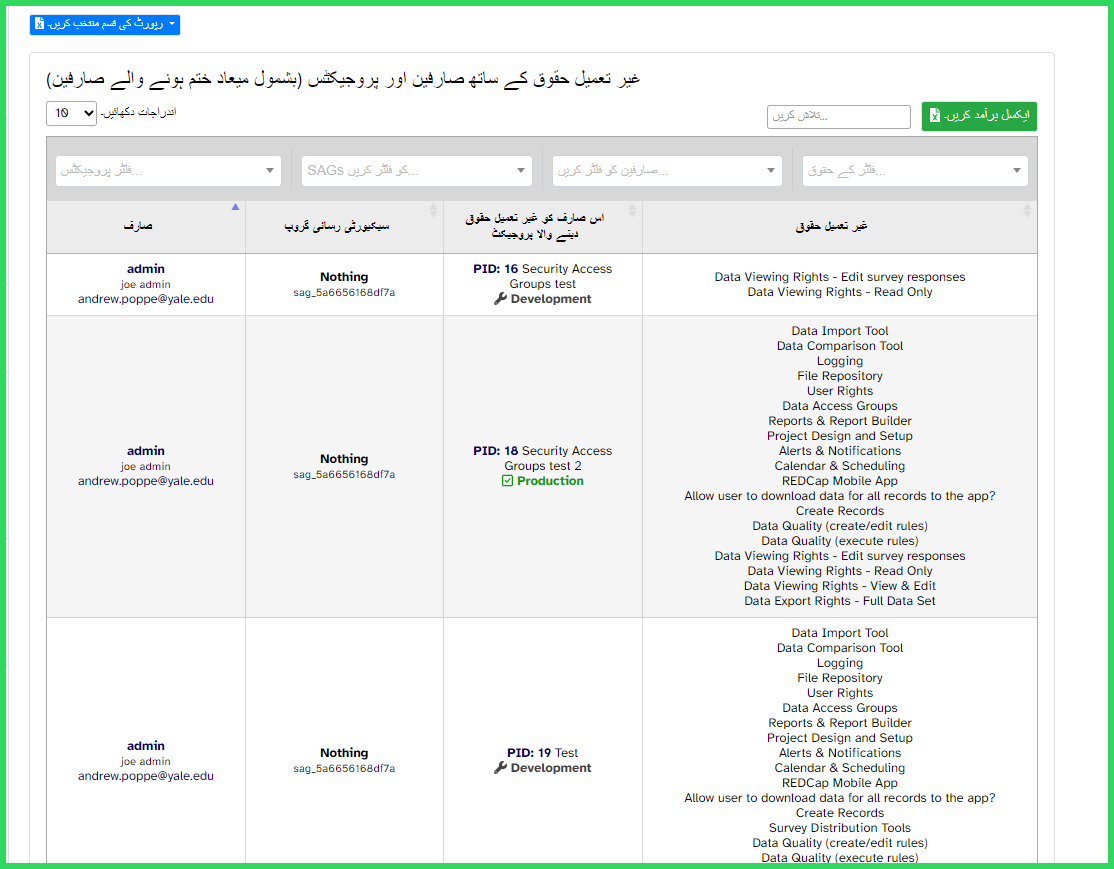 رپورٹ کی قسم منتخب کریں۔
غیر تعمیل حقوق کے ساتھ صارفین اور پروجیکٹس (بشمول میعاد ختم ہونے والے صارفین)
10 اندراجات دکھائیں۔
تلاش کریں...
ایکسل برآمد کریں۔
فلٹر پروجیکٹس...
SAGs کو فلٹر کریں...
صارفین کو فلٹر کریں...
فلٹر کے حقوق...
صارف
سیکیورٹی رسائی گروپ
اس صارف کو غیر تعمیل حقوق
دینے والا پروجیکٹ
غیر تعمیل حقوق
admin
joe admin
andrew.poppe@yale.edu
Nothing
sag_5a6656168df7a
PID: 16 Security Access
Groups test
Development
Data Viewing Rights - Edit survey responses
Data Viewing Rights - Read Only
admin
joe admin
andrew.poppe@yale.edu
Nothing
sag_5a6656168df7a
PID: 18 Security Access
Groups test 2
Production
Data Import Tool
Data Comparison Tool
Logging
File Repository
User Rights
Data Access Groups
Reports & Report Builder
Project Design and Setup
Alerts & Notifications
Calendar & Scheduling
REDCap Mobile App
Allow user to download data for all records to the app?
Create Records
Data Quality (create/edit rules)
Data Quality (execute rules)
Data Viewing Rights - Edit survey responses
Data Viewing Rights - Read Only
Data Viewing Rights - View & Edit
Data Export Rights - Full Data Set
admin
joe admin
andrew.poppe@yale.edu
Nothing
sag_5a6656168df7a
PID: 19 Test
Development
Data Import Tool
Data Comparison Tool
Logging
File Repository
User Rights
Data Access Groups
Reports & Report Builder
Project Design and Setup
Alerts & Notifications
Calendar & Scheduling
REDCap Mobile App
Allow user to download data for all records to the app?
Create Records
Survey Distribution Tools
Data Quality (create/edit rules)
Data Quality (execute rules)